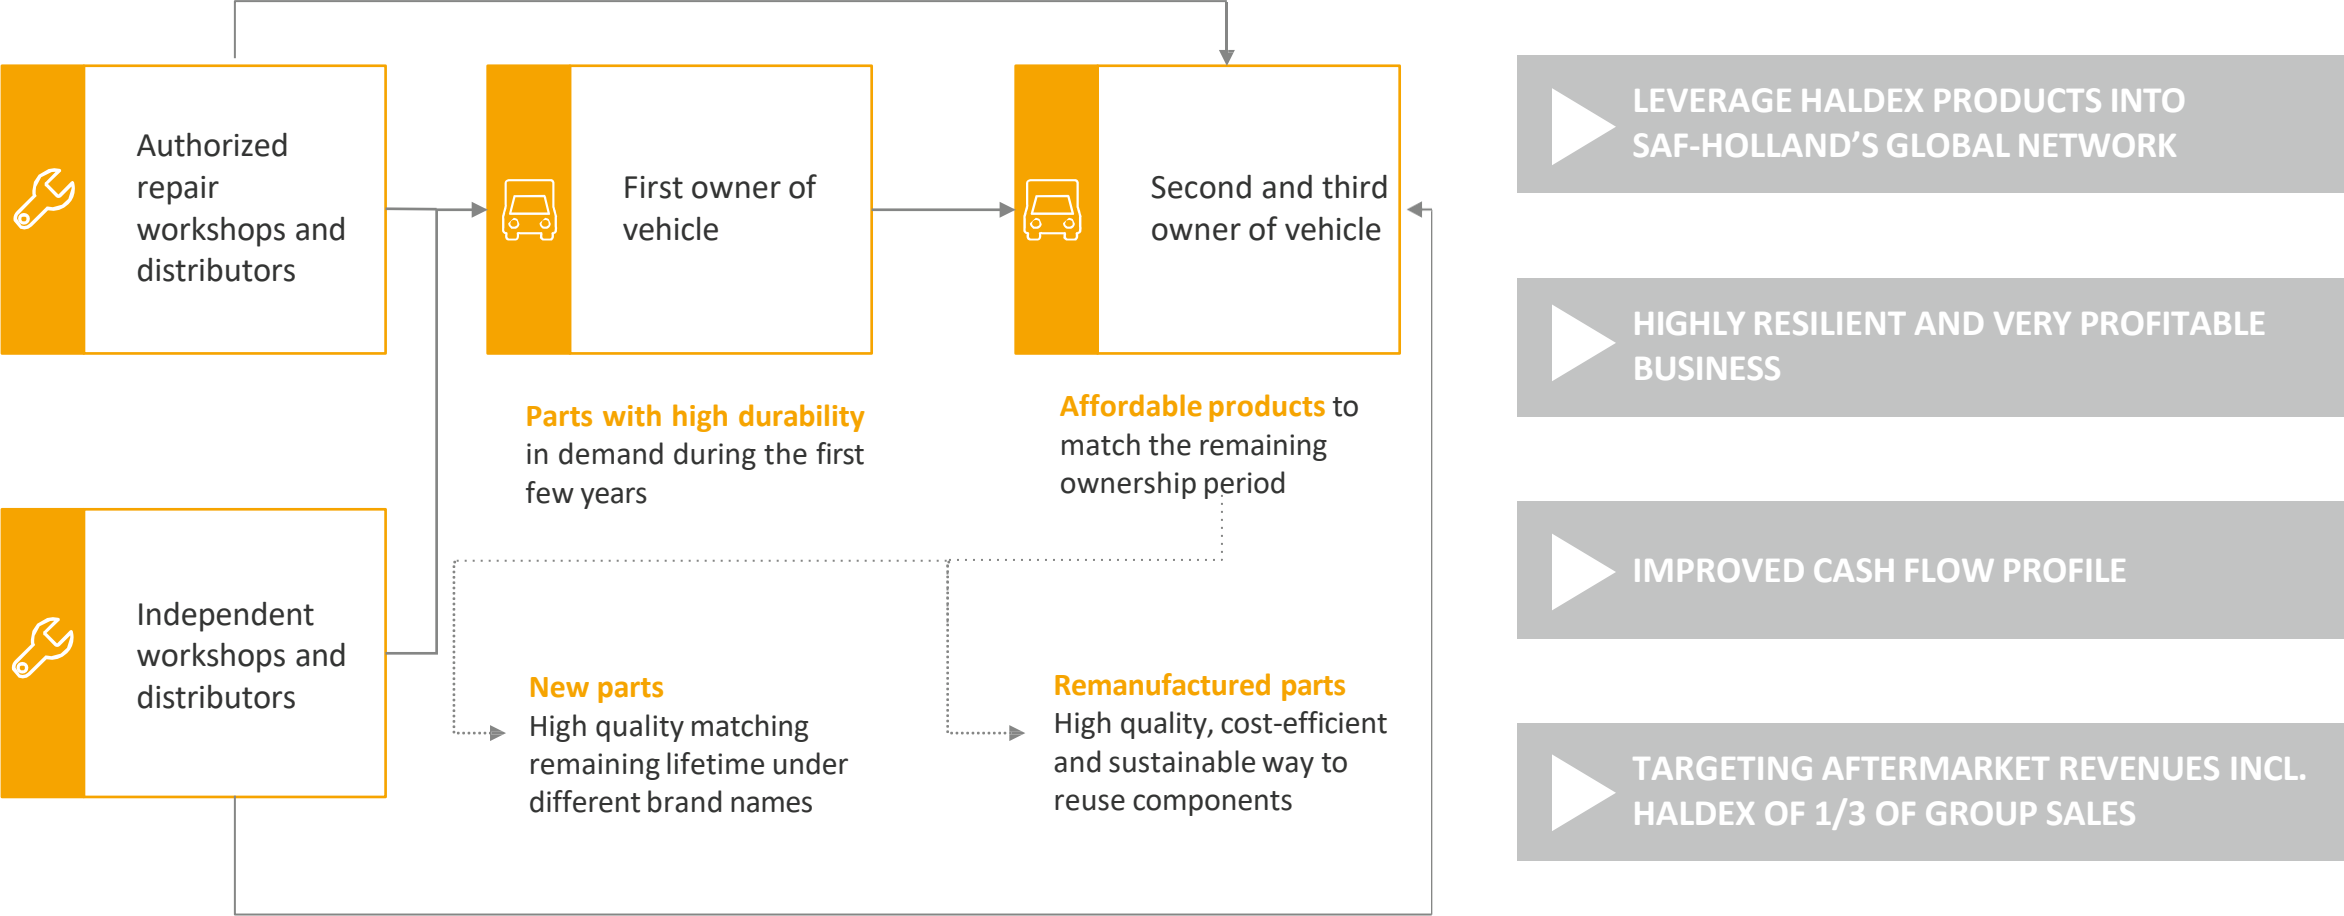 Authorized
repair
workshops and
distributors
First owner of
vehicle
Second and third
owner of vehicle
Parts with high durability
in demand during the first
few years
Affordable products to
match the remaining
ownership period
Independent
workshops and
distributors
New parts
High quality matching
remaining lifetime under
different brand names
Remanufactured parts
High quality, cost-efficient
and sustainable way to
reuse components
LEVERAGE HALDEX PRODUCTS INTO
SAF-HOLLAND’S GLOBAL NETWORK
HIGHLY RESILIENT AND VERY PROFITABLE
BUSINESS
IMPROVED CASH FLOW PROFILE
TARGETING AFTERMARKET REVENUES INCL.
HALDEX OF 1/3 OF GROUP SALES